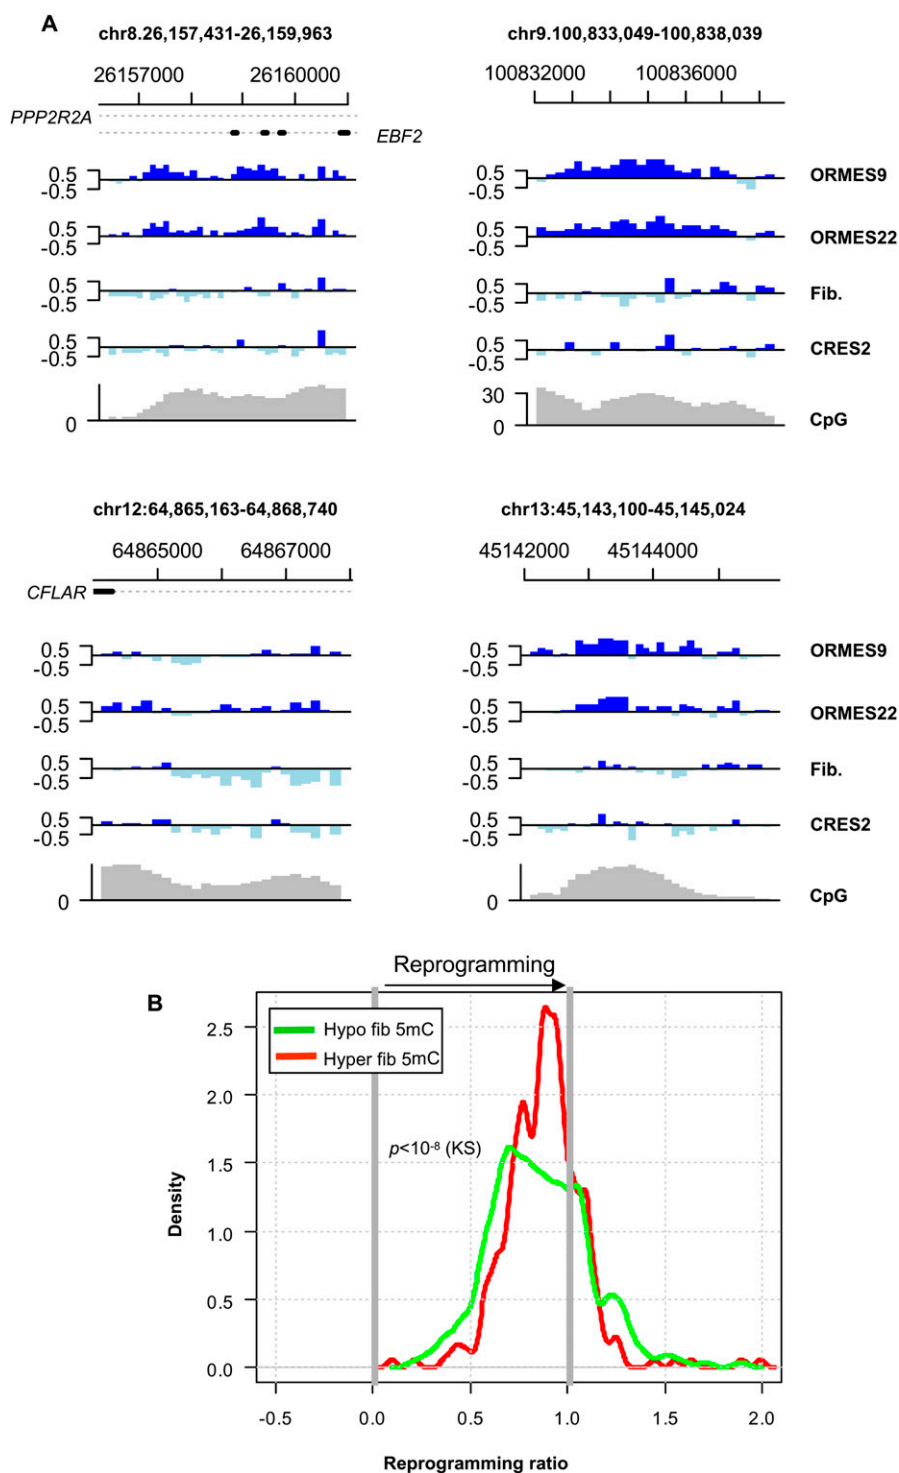 A
chr8.26,157,431-26,159,963
chr9.100,833,049-100,838,039
26157000 26160000
100832000 100836000
PPP2R2A
EBF2
0.5
-0.5
0.5
-0.5
ORMES9
0.5
-0.5
0.5
-0.5
ORMES22
0.5
-0.5
0.5
-0.5
Fib.
0.5
-0.5
0.5
-0.5
CRES2
0
30
0
CpG
chr12:64,865,163-64,868,740
chr13:45,143,100-45,145,024
64865000 64867000
45142000 45144000
CFLAR
0.5
-0.5
0.5
-0.5
ORMES9
0.5
-0.5
0.5
-0.5
ORMES22
0.5
-0.5
0.5
-0.5
Fib.
0.5
-0.5
0.5
-0.5
CRES2
0
0
CpG
B
Reprogramming
Hypo fib 5mC
Hyper fib 5mC
p<10⁻⁸ (KS)
Density
2.5
2.0
1.5
1.0
0.5
0.0
-0.5 0.0 0.5 1.0 1.5 2.0
Reprogramming ratio